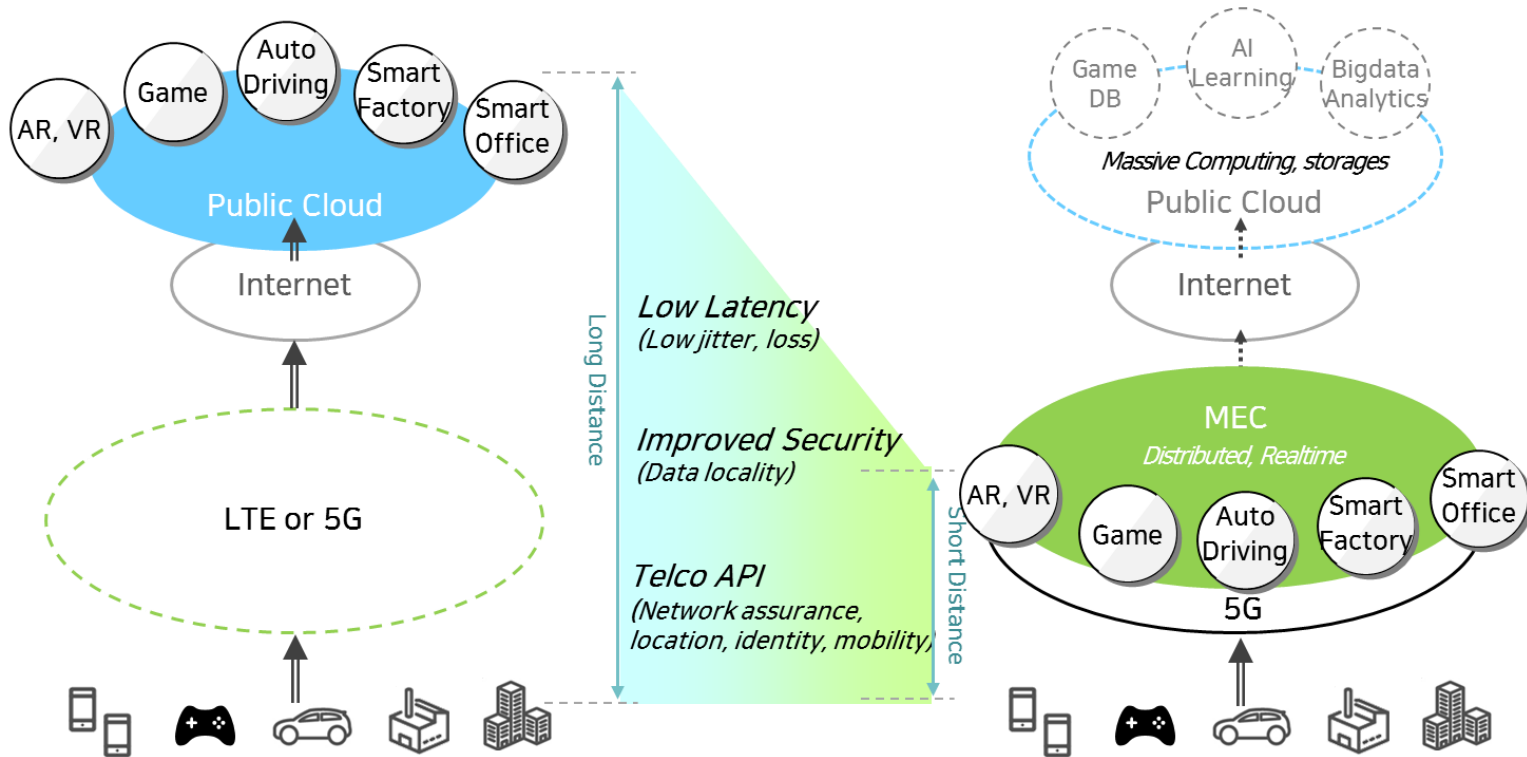 AR, VR
Game
Auto
Driving
Smart
Factory
Smart
Office
Public Cloud
Internet
LTE or 5G
Long Distance
Low Latency
(Low jitter, loss)
Improved Security
(Data locality)
Telco API
(Network assurance,
location, identity, mobility)
Short Distance
Game
DB
AI
Learning
Bigdata
Analytics
Massive Computing, storages
Public Cloud
Internet
MEC
Distributed, Realtime
AR, VR
Game
Auto
Driving
Smart
Factory
Smart
Office
5G